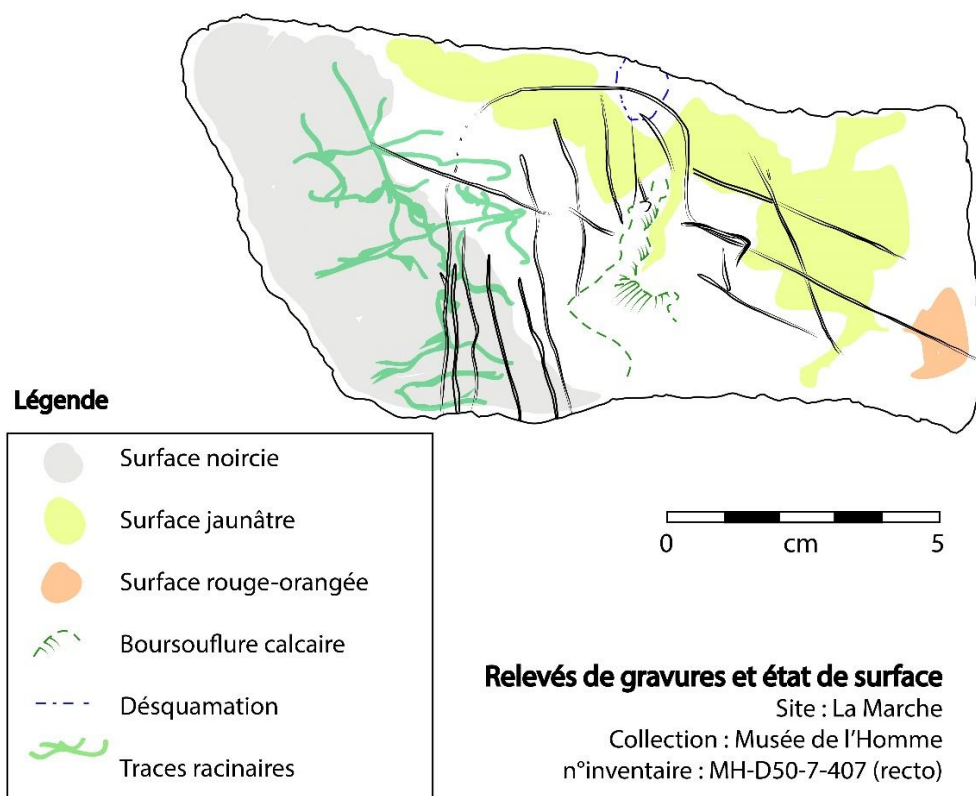 Légende
Surface noircie
Surface jaunâtre
Surface rouge-orangée
Boursouflure calcaire
Désquamation
Traces racinaires
0 cm 5
Relevés de gravures et état de surface
Site : La Marche
Collection : Musée de l'Homme
n°inventaire : MH-D50-7-407 (recto)